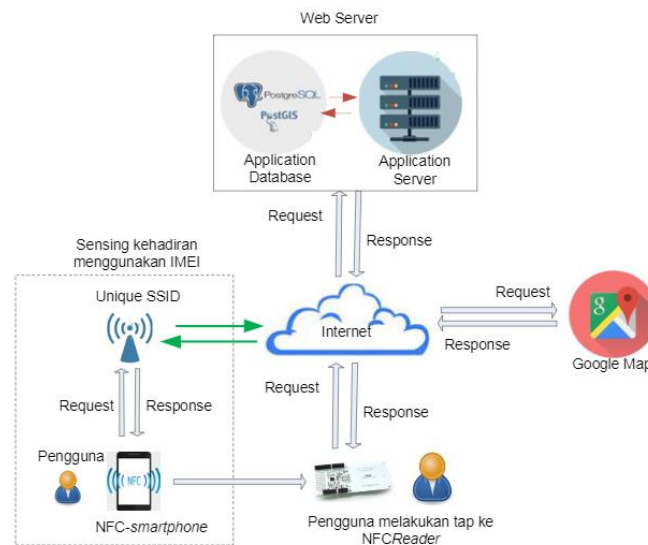 Web Server
PostgreSQL
PostGIS
Application
Database
Application
Server
Request
Response
Sensing kehadiran
menggunakan IMEI
Unique SSID
Internet
Request
Response
Google Map
Request
Response
Request
Response
Pengguna
NFC
NFC-smartphone
Pengguna melakukan tap ke
NFCReader